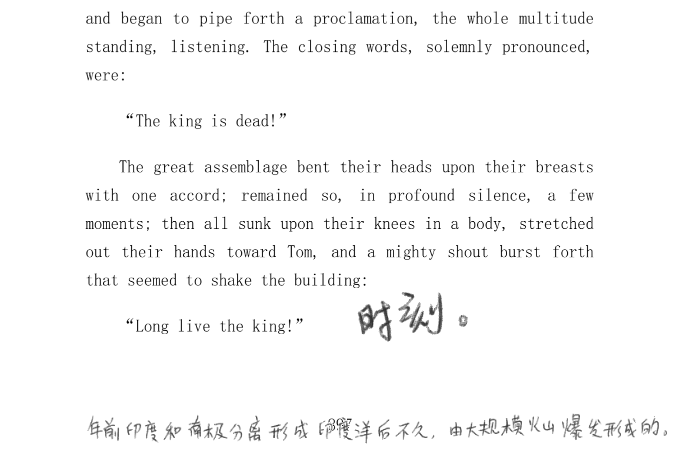 and began to pipe forth a proclamation, the whole multitude
standing, listening. The closing words, solemnly pronounced,
were:
“The king is dead!”
The great assemblage bent their heads upon their breasts
with one accord; remained so, in profound silence, a few
moments; then all sunk upon their knees in a body, stretched
out their hands toward Tom, and a mighty shout burst forth
that seemed to shake the building:
“Long live the king!”
时刻。
年前印度和南极分离形成印度洋后不久，由大规模火山爆发形成的。